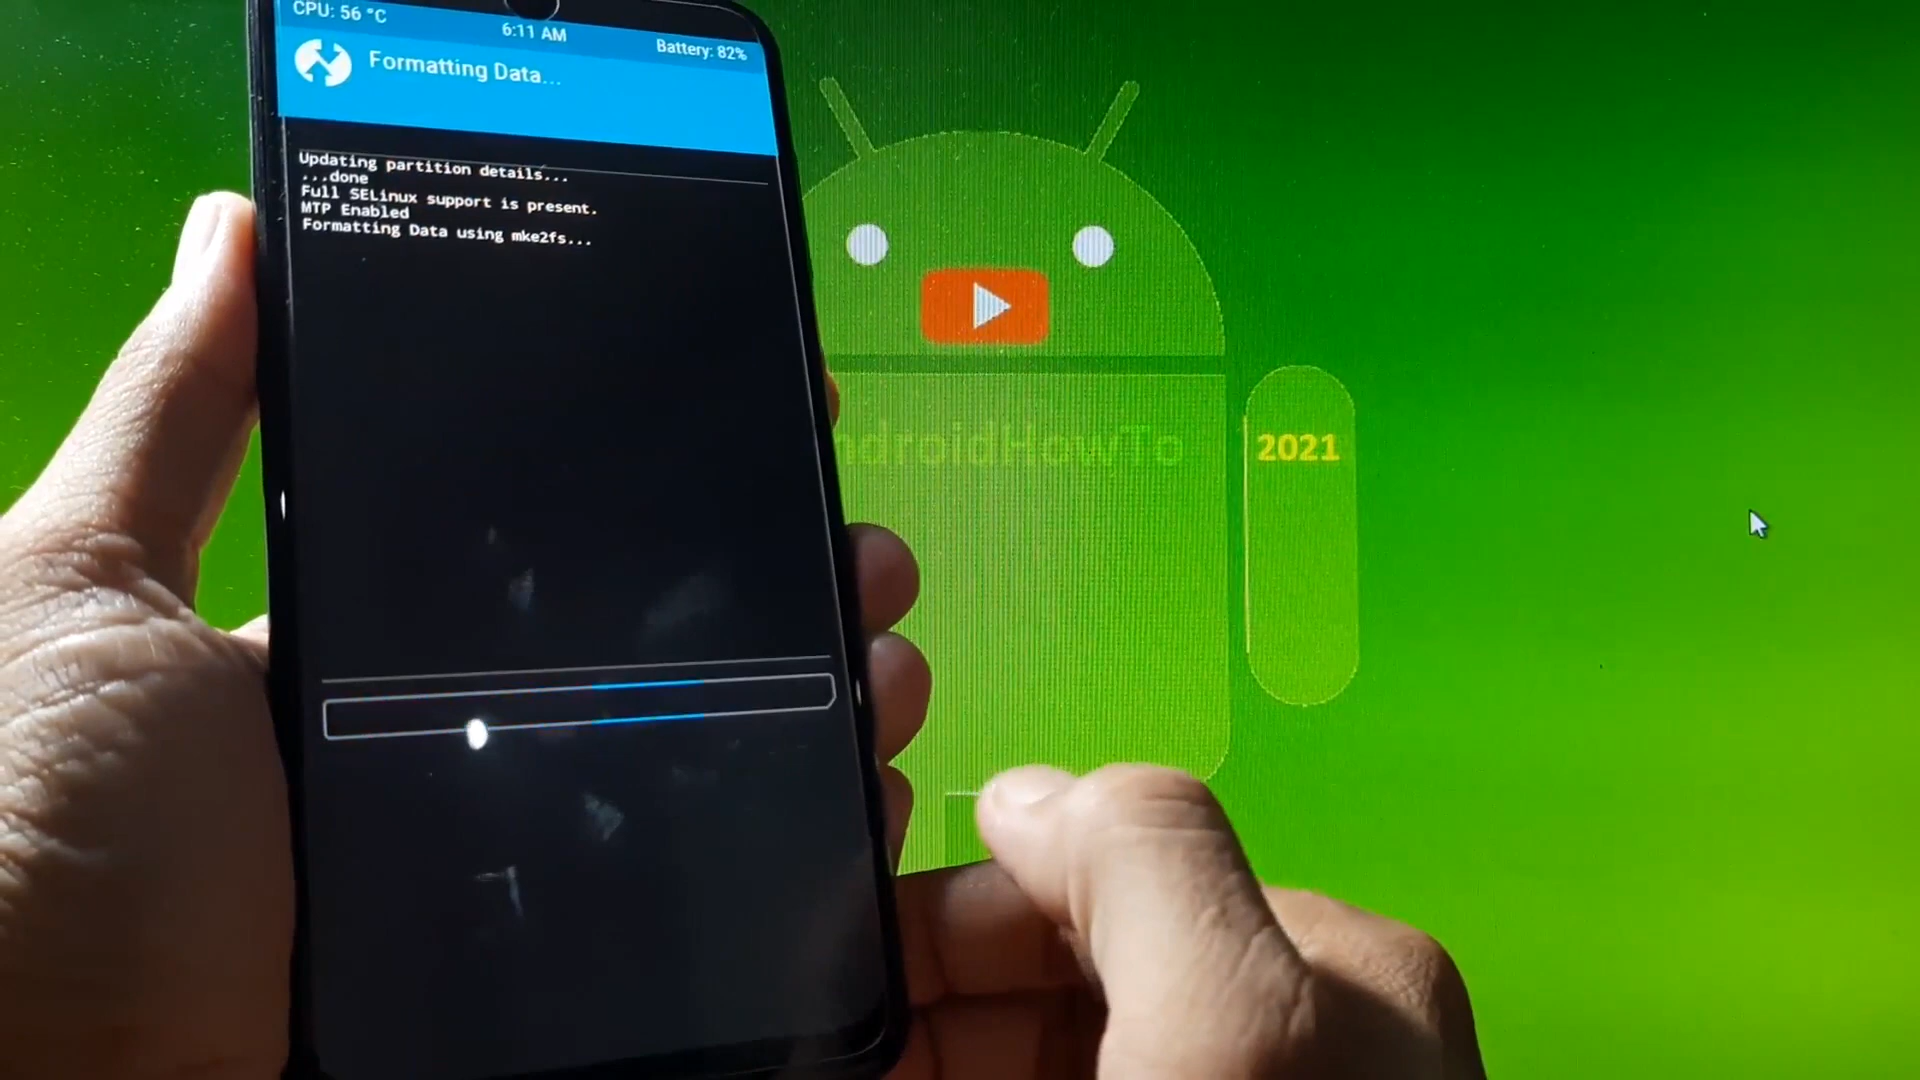 CPU: 56 °C
6:11 AM
Battery: 82%
Formatting Data...
Updating partition details...
...done
Full SELinux support is present.
MTP Enabled
Formatting Data using mke2fs...
ndroidHowTo
2021